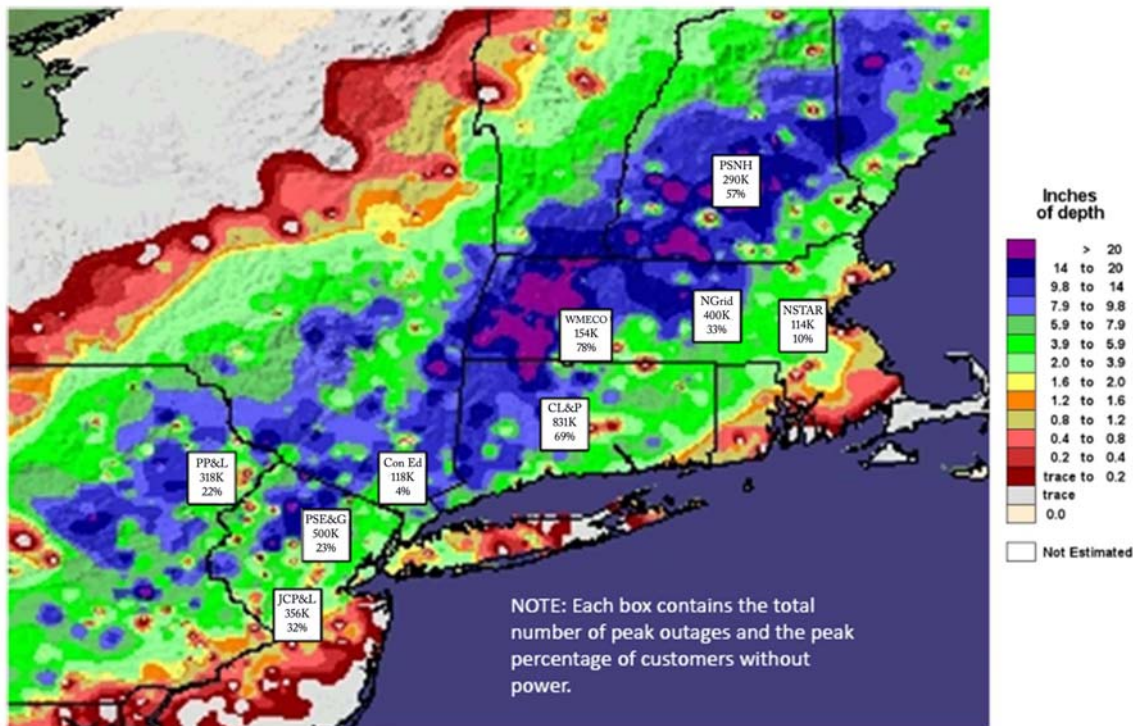 PSNH
290K
57%
WMECO
154K
78%
NGrid
400K
33%
NSTAR
114K
10%
CL&P
831K
69%
PP&L
318K
22%
Con Ed
118K
4%
PSE&G
500K
23%
JCP&L
356K
32%
NOTE: Each box contains the total
number of peak outages and the peak
percentage of customers without
power.
Inches
of depth
> 20
14 to 20
9.8 to 14
7.9 to 9.8
5.9 to 7.9
3.9 to 5.9
2.0 to 3.9
1.6 to 2.0
1.2 to 1.6
0.8 to 1.2
0.4 to 0.8
0.2 to 0.4
trace to 0.2
trace
0.0
Not Estimated